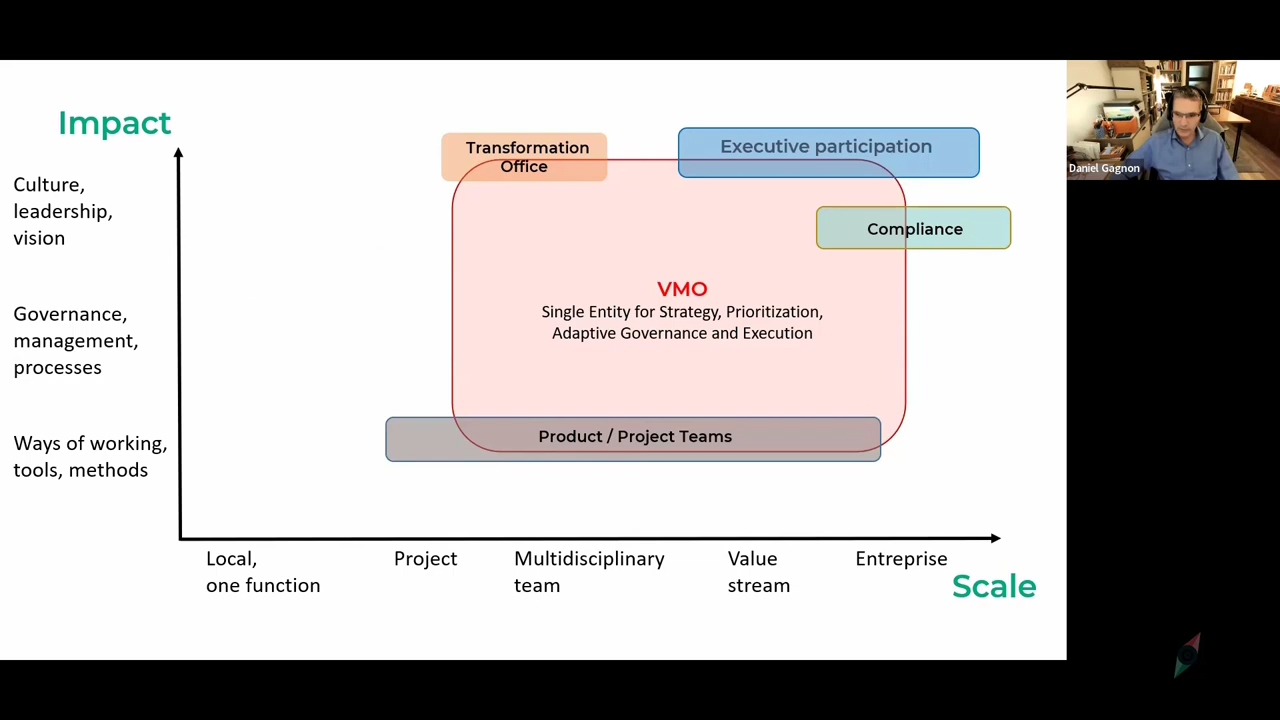 Impact
Transformation
Office
Executive participation
Culture,
leadership,
vision
Compliance
VMO
Single Entity for Strategy, Prioritization,
Adaptive Governance and Execution
Governance,
management,
processes
Product / Project Teams
Ways of working,
tools, methods
Local,
one function
Project
Multidisciplinary
team
Value
stream
Entreprise
Scale
Daniel Gagnon